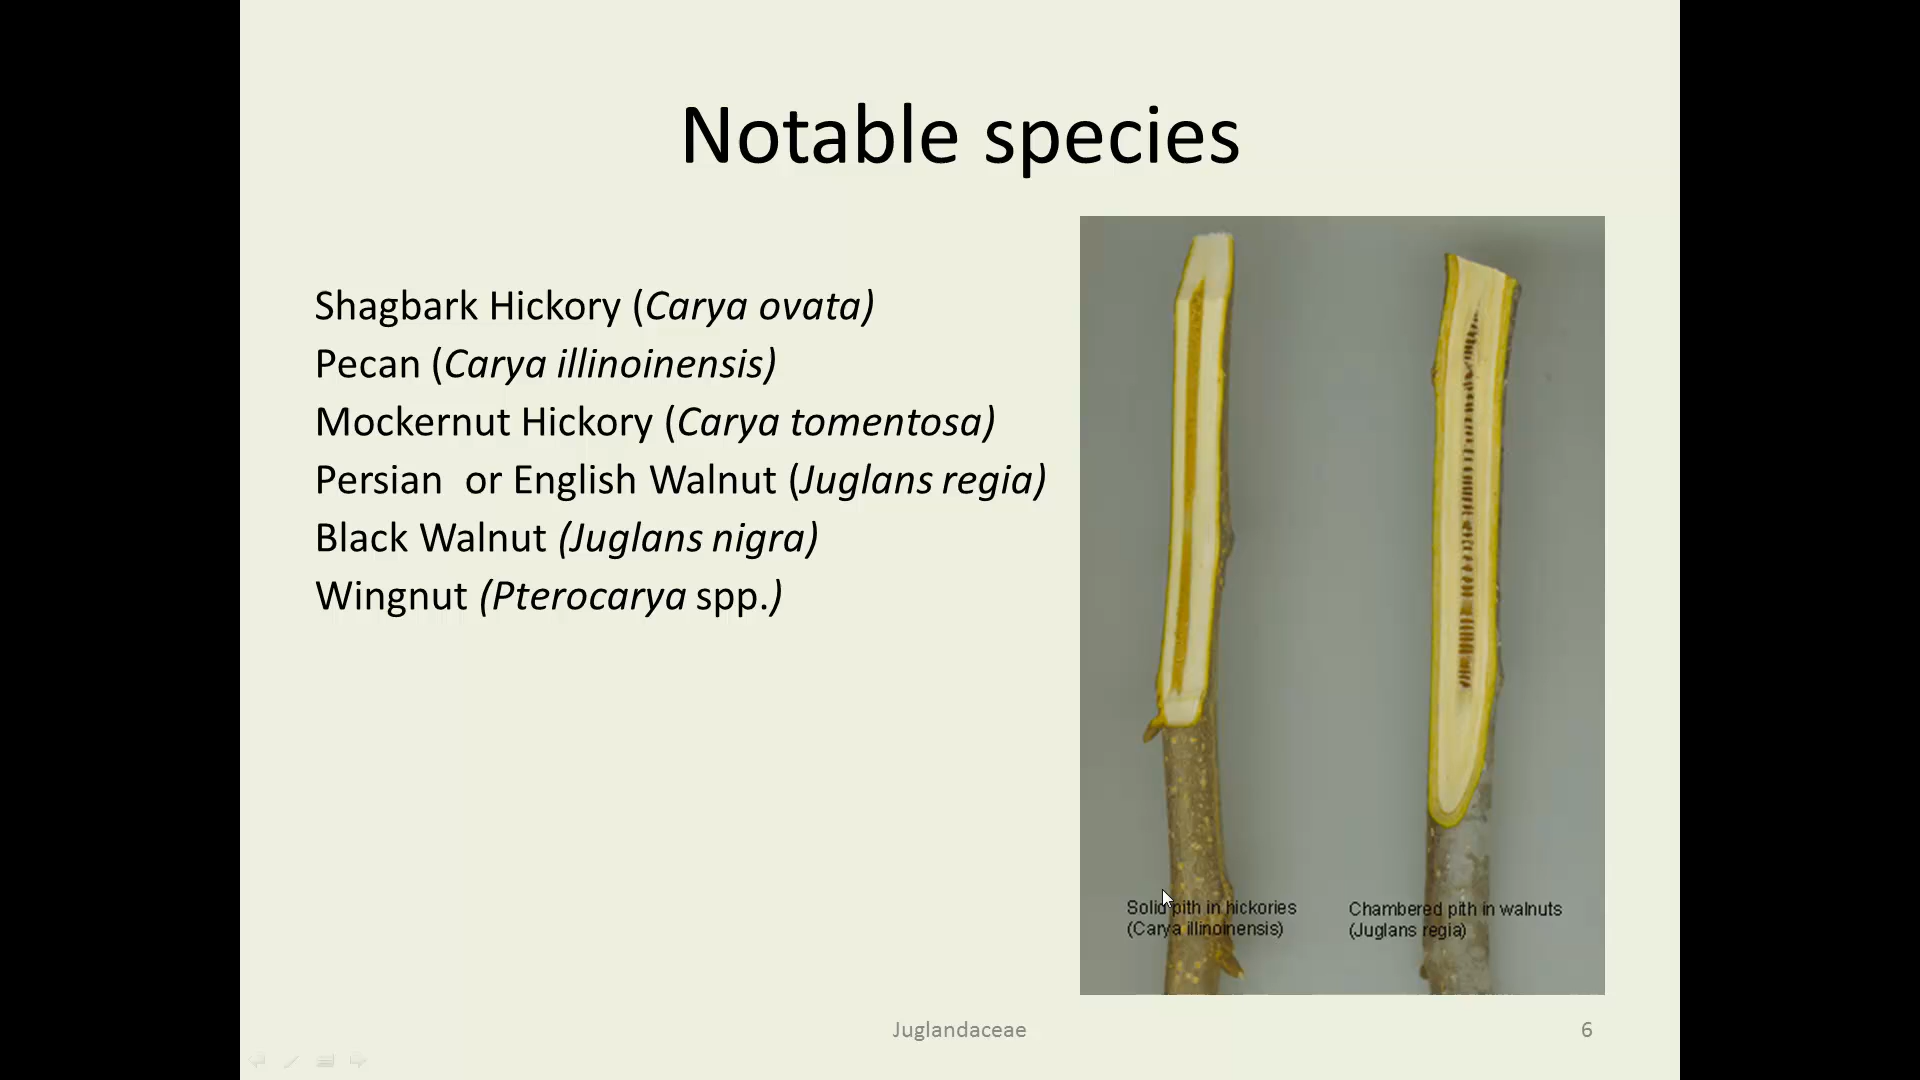 Notable species
Shagbark Hickory (Carya ovata)
Pecan (Carya illinoinensis)
Mockernut Hickory (Carya tomentosa)
Persian  or English Walnut (Juglans regia)
Black Walnut (Juglans nigra)
Wingnut (Pterocarya spp.)
Solid pith in hickories
(Carya illinoinensis)
Chambered pith in walnuts
(Juglans regia)
Juglandaceae
6